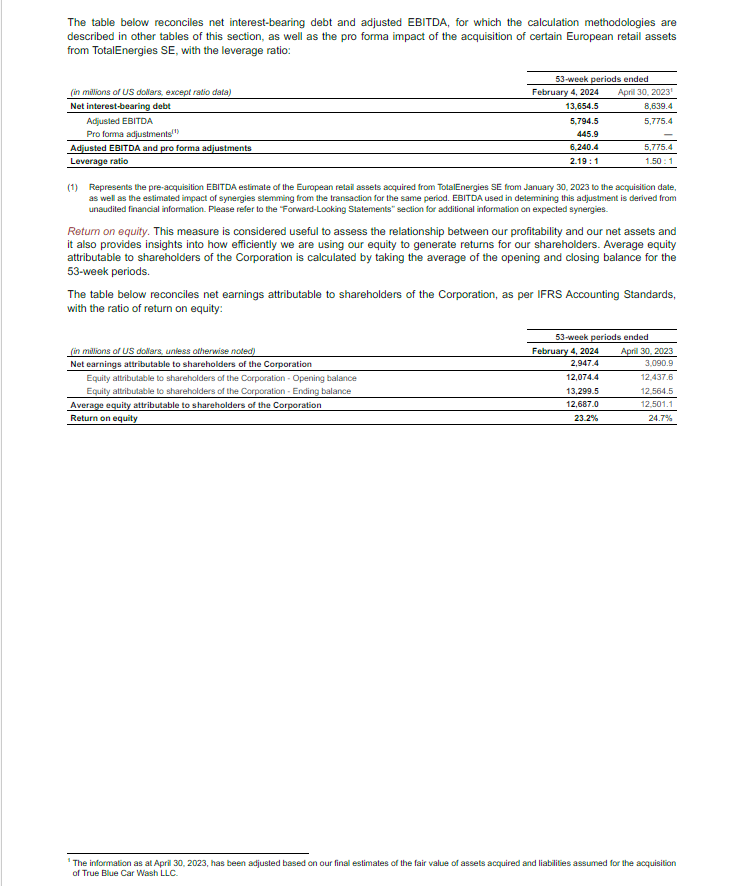 The table below reconciles net interest-bearing debt and adjusted EBITDA, for which the calculation methodologies are
described in other tables of this section, as well as the pro forma impact of the acquisition of certain European retail assets
from TotalEnergies SE, with the leverage ratio:
53-week periods ended
(in millions of US dollars, except ratio data) February 4, 2024 April 30, 2023¹
Net interest-bearing debt 13,654.5 8,639.4
Adjusted EBITDA 5,794.5 5,775.4
Pro forma adjustments(1) 445.9 —
Adjusted EBITDA and pro forma adjustments 6,240.4 5,775.4
Leverage ratio 2.19 : 1 1.50 : 1
(1) Represents the pre-acquisition EBITDA estimate of the European retail assets acquired from TotalEnergies SE from January 30, 2023 to the acquisition date,
as well as the estimated impact of synergies stemming from the transaction for the same period. EBITDA used in determining this adjustment is derived from
unaudited financial information. Please refer to the "Forward-Looking Statements" section for additional information on expected synergies.
Return on equity. This measure is considered useful to assess the relationship between our profitability and our net assets and
it also provides insights into how efficiently we are using our equity to generate returns for our shareholders. Average equity
attributable to shareholders of the Corporation is calculated by taking the average of the opening and closing balance for the
53-week periods.
The table below reconciles net earnings attributable to shareholders of the Corporation, as per IFRS Accounting Standards,
with the ratio of return on equity:
53-week periods ended
(in millions of US dollars, unless otherwise noted) February 4, 2024 April 30, 2023
Net earnings attributable to shareholders of the Corporation 2,947.4 3,090.9
Equity attributable to shareholders of the Corporation - Opening balance 12,074.4 12,437.6
Equity attributable to shareholders of the Corporation - Ending balance 13,299.5 12,564.5
Average equity attributable to shareholders of the Corporation 12,687.0 12,501.1
Return on equity 23.2% 24.7%
¹ The information as at April 30, 2023, has been adjusted based on our final estimates of the fair value of assets acquired and liabilities assumed for the acquisition
of True Blue Car Wash LLC.